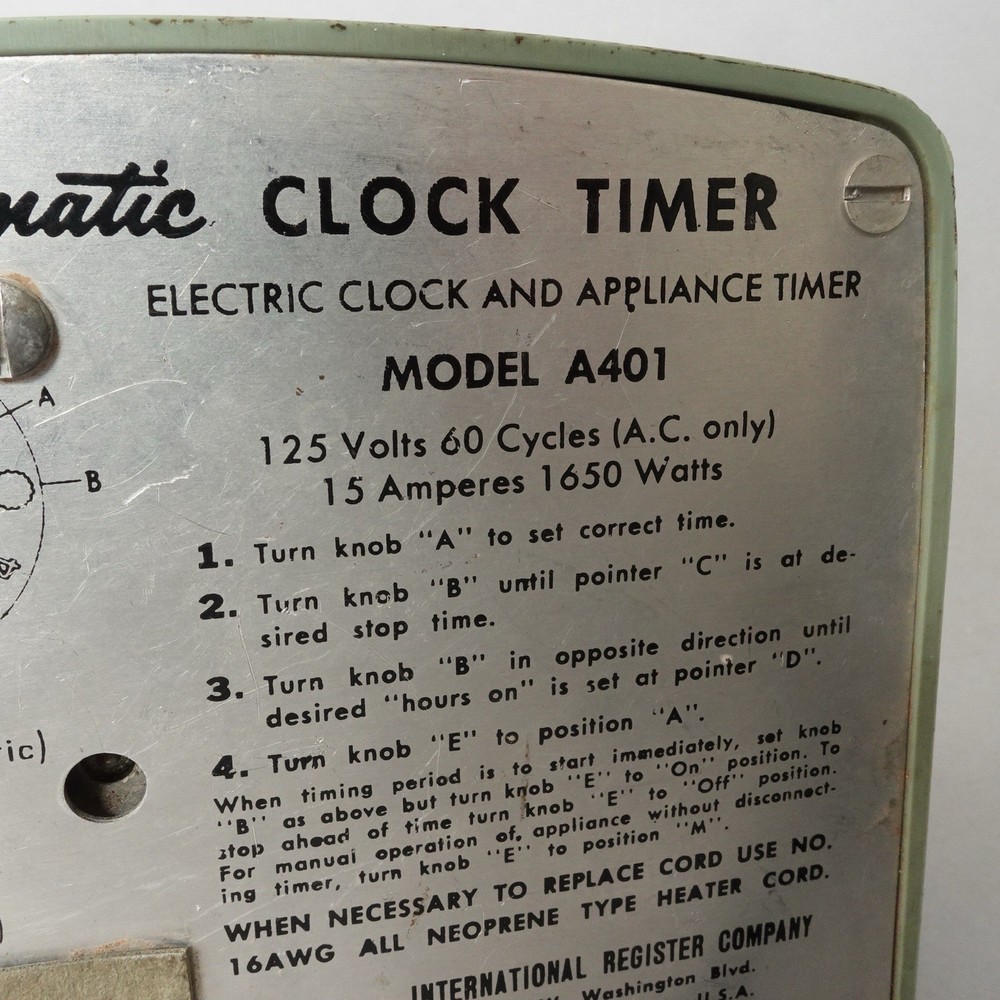 matic CLOCK TIMER
ELECTRIC CLOCK AND APPLIANCE TIMER
MODEL A401
A
125 Volts 60 Cycles (A.C. only)
B
15 Amperes 1650 Watts
1. Turn knob "A" to set correct time.
2. Turn knob "B" until pointer "C" is at de-
sired stop time.
3. Turn knob "B" in opposite direction until
desired "hours on" is set at pointer "D".
ric)
4. Turn knob "E" to position "A".
When timing period is to start immediately, set knob
"B" as above but turn knob "E" to "On" position. To
stop ahead of time turn knob "E" to "Off" position.
For manual operation of appliance without disconnect-
ing timer, turn knob "E" to position "M".
WHEN NECESSARY TO REPLACE CORD USE NO.
16AWG ALL NEOPRENE TYPE HEATER CORD.
)
INTERNATIONAL REGISTER COMPANY
Washington Blvd.
U.S.A.